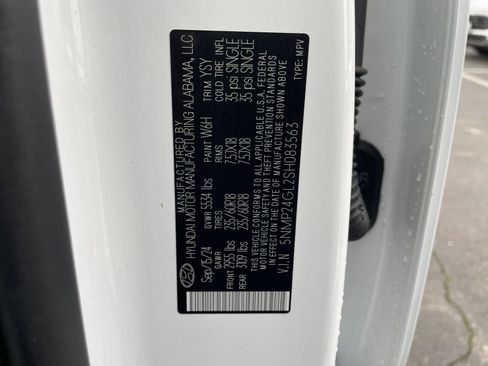 MANUFACTURED BY
HYUNDAI MOTOR MANUFACTURING ALABAMA, LLC
Sep/15/24 GVWR 5534 lbs PAINT W6H TRIM YSY
GAWR TIRES RIMS COLD TIRE INFL
FRONT 2955 lbs 235/60R18 7.5JX18 35 psi SINGLE
REAR 3109 lbs 235/60R18 7.5JX18 35 psi SINGLE
THIS VEHICLE CONFORMS TO ALL APPLICABLE U.S.A. FEDERAL
MOTOR VEHICLE SAFETY AND THEFT PREVENTION STANDARDS
IN EFFECT ON THE DATE OF MANUFACTURE SHOWN ABOVE
V.I.N 5NMP24GL2SH083563 TYPE: MPV